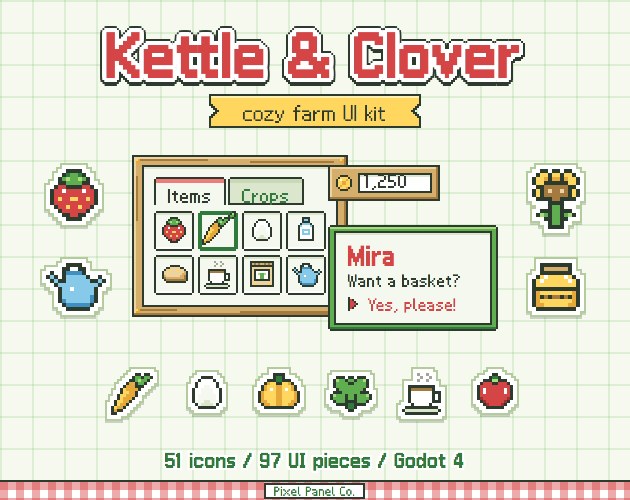 Kettle & Clover
cozy farm UI kit
Items
Crops
1,250
Mira
Want a basket?
Yes, please!
51 icons / 97 UI pieces / Godot 4
Pixel Panel Co.